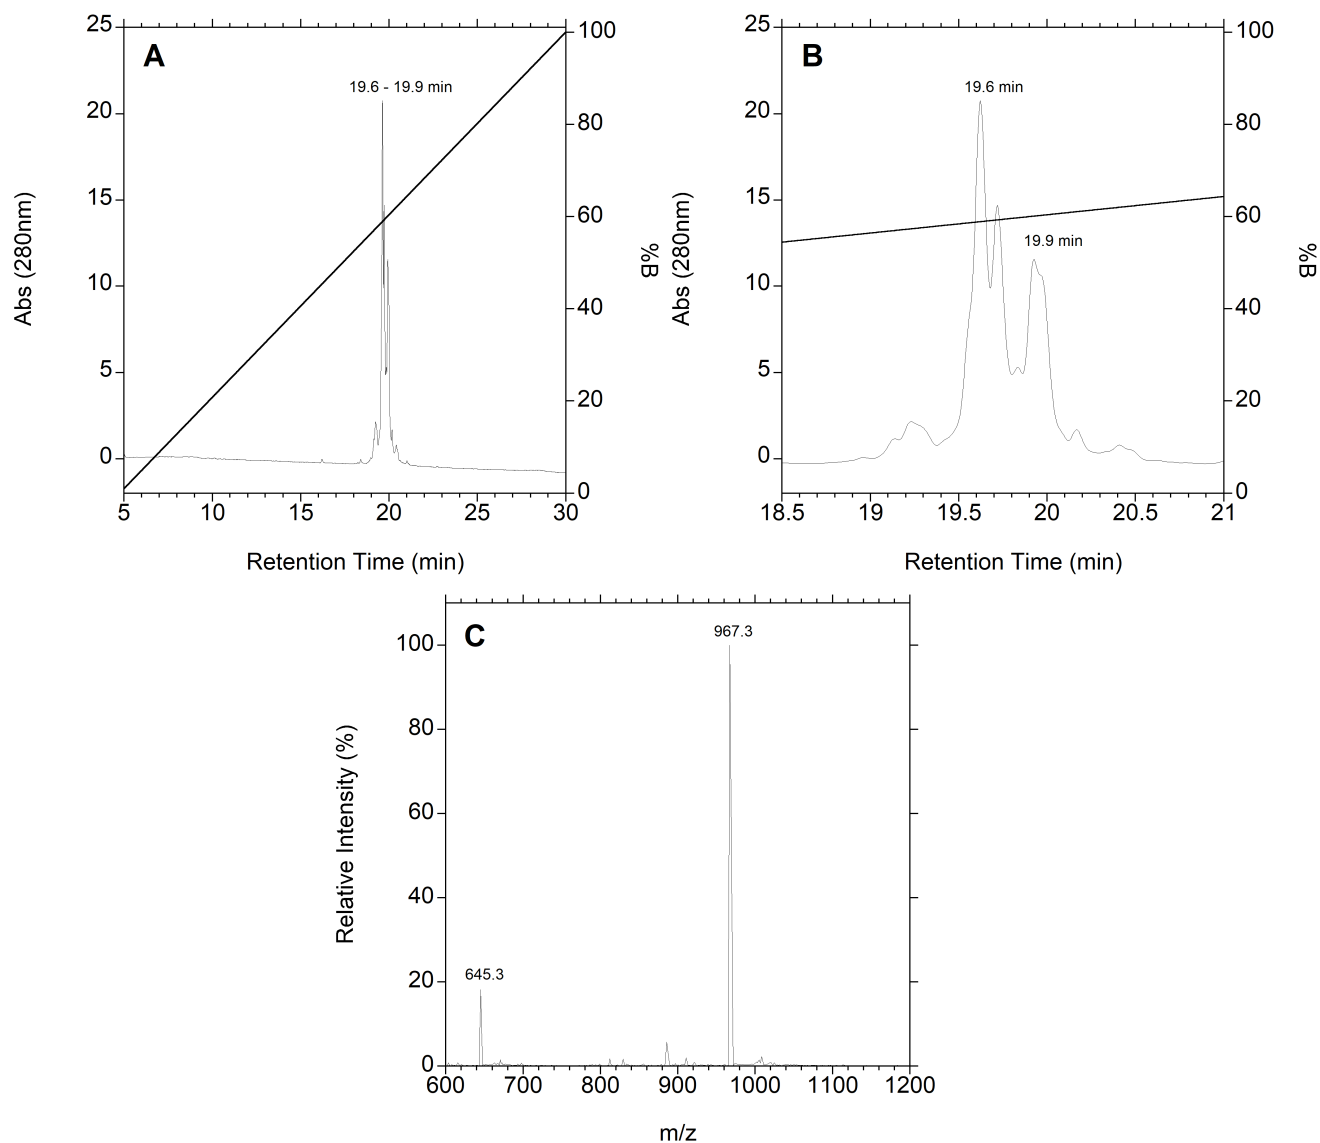 A
19.6 - 19.9 min
25
20
15
10
5
0
100
80
60
40
20
0
5 10 15 20 25 30
Abs (280nm)
%B
Retention Time (min)
B
19.6 min
19.9 min
25
20
15
10
5
0
100
80
60
40
20
0
18.5 19 19.5 20 20.5 21
Abs (280nm)
%B
Retention Time (min)
C
967.3
645.3
100
80
60
40
20
0
600 700 800 900 1000 1100 1200
Relative Intensity (%)
m/z